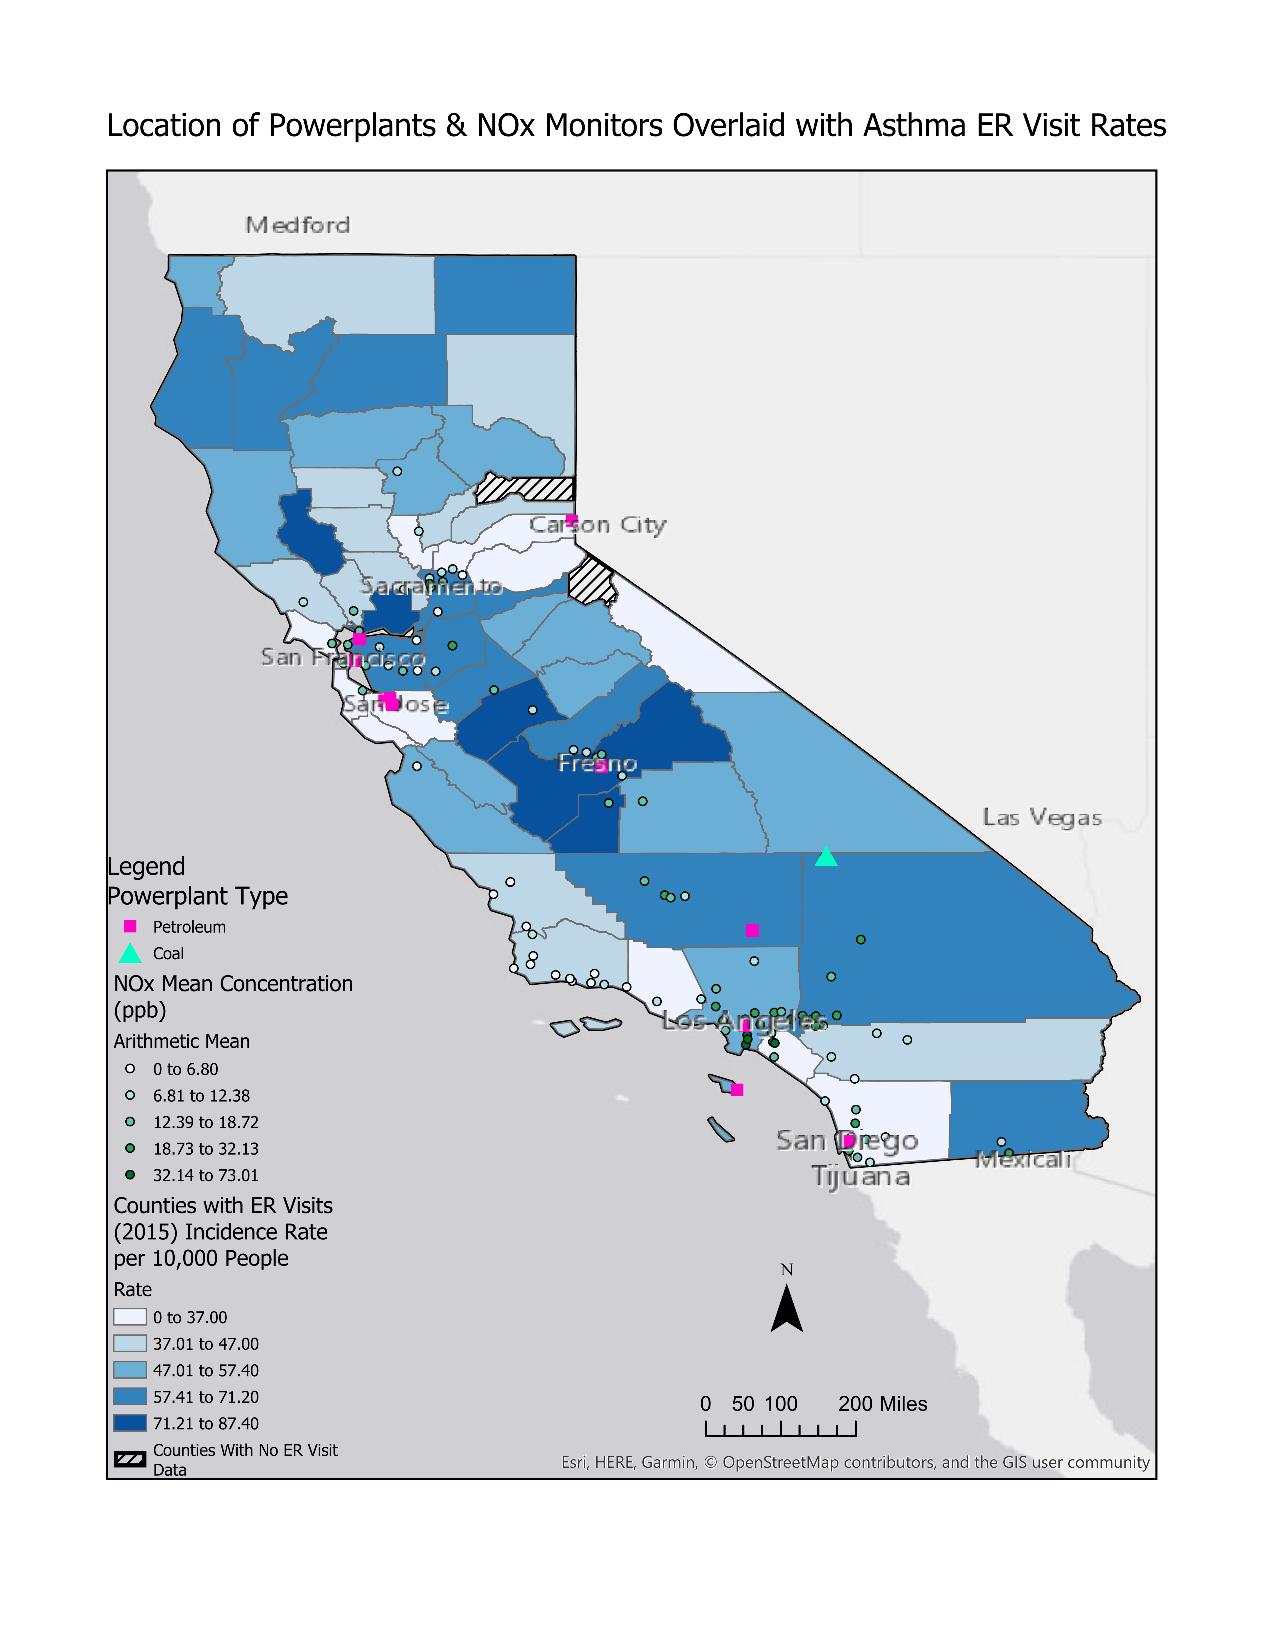 Location of Powerplants & NOx Monitors Overlaid with Asthma ER Visit Rates
Medford
Carson City
Sacramento
San Francisco
San Jose
Fresno
Las Vegas
Los Angeles
San Diego
Mexicali
Tijuana
Legend
Powerplant Type
Petroleum
Coal
NOx Mean Concentration
(ppb)
Arithmetic Mean
0 to 6.80
6.81 to 12.38
12.39 to 18.72
18.73 to 32.13
32.14 to 73.01
Counties with ER Visits
(2015) Incidence Rate
per 10,000 People
Rate
0 to 37.00
37.01 to 47.00
47.01 to 57.40
57.41 to 71.20
71.21 to 87.40
Counties With No ER Visit
Data
N
0 50 100 200 Miles
Esri, HERE, Garmin, © OpenStreetMap contributors, and the GIS user community